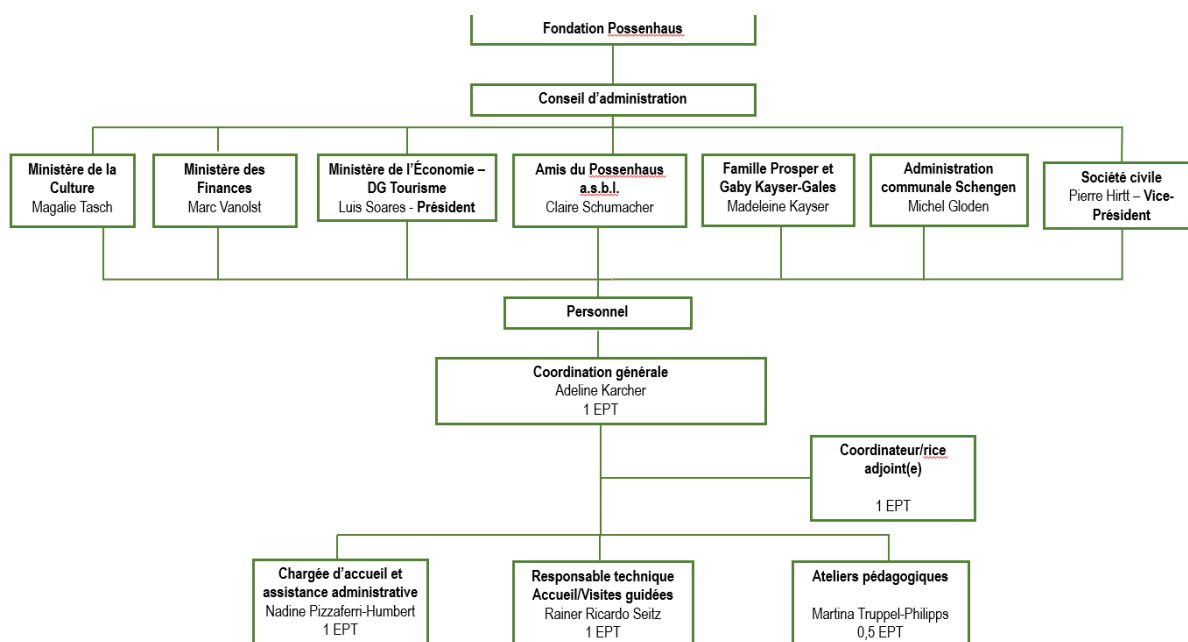 Fondation Possenhaus
Conseil d'administration
Ministère de la
Culture
Magalie Tasch
Ministère des
Finances
Marc Vanolst
Ministère de l'Économie –
DG Tourisme
Luis Soares - Président
Amis du Possenhaus
a.s.b.l.
Claire Schumacher
Famille Prosper et
Gaby Kayser-Gales
Madeleine Kayser
Administration
communale Schengen
Michel Gloden
Société civile
Pierre Hirtt – Vice-
Président
Personnel
Coordination générale
Adeline Karcher
1 EPT
Coordinateur/rice
adjoint(e)
1 EPT
Chargée d'accueil et
assistance administrative
Nadine Pizzaferri-Humbert
1 EPT
Responsable technique
Accueil/Visites guidées
Rainer Ricardo Seitz
1 EPT
Ateliers pédagogiques
Martina Truppel-Philipps
0,5 EPT